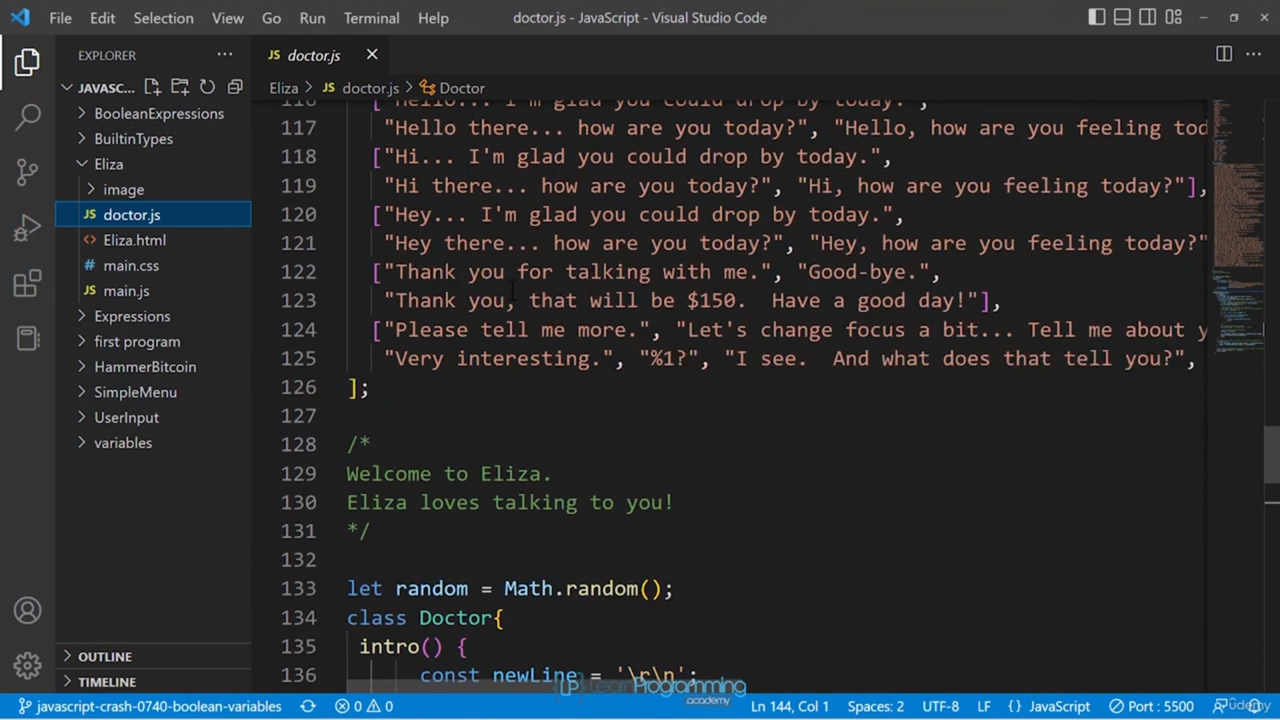 File Edit Selection View Go Run Terminal Help doctor.js - JavaScript - Visual Studio Code
EXPLORER ··· JS doctor.js
JAVASC... Eliza > JS doctor.js > Doctor
BooleanExpressions
BuiltinTypes
Eliza
image
JS doctor.js
<> Eliza.html
# main.css
JS main.js
Expressions
first program
HammerBitcoin
SimpleMenu
UserInput
variables
OUTLINE
TIMELINE
116 ["Hello... I'm glad you could drop by today.",
117 "Hello there... how are you today?", "Hello, how are you feeling tod
118 ["Hi... I'm glad you could drop by today.",
119 "Hi there... how are you today?", "Hi, how are you feeling today?"],
120 ["Hey... I'm glad you could drop by today.",
121 "Hey there... how are you today?", "Hey, how are you feeling today?"
122 ["Thank you for talking with me.", "Good-bye.",
123 "Thank you, that will be $150.  Have a good day!"],
124 ["Please tell me more.", "Let's change focus a bit... Tell me about y
125 "Very interesting.", "%1?", "I see.  And what does that tell you?",
126 ];
127
128 /*
129 Welcome to Eliza.
130 Eliza loves talking to you!
131 */
132
133 let random = Math.random();
134 class Doctor{
135 intro() {
136 const newLine = '\r\n';
LearnProgramming
academy
javascript-crash-0740-boolean-variables 0 0 Ln 144, Col 1 Spaces: 2 UTF-8 LF {} JavaScript Port : 5500
Udemy